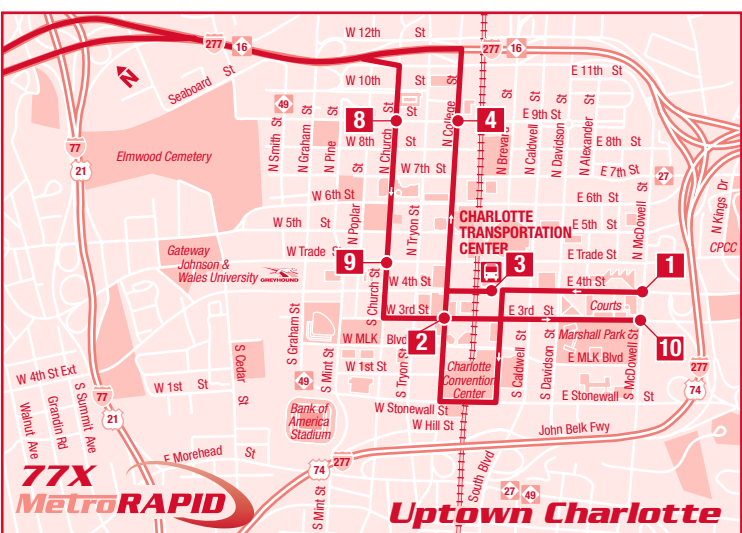 W 12th St
277 16
277 16
N
Seaboard St
W 10th St
E 11th St
49
8
4
E 9th St
77
21
Elmwood Cemetery
N Smith St
N Graham St
N Pine St
W 8th St
N Church St
N College St
N Brevard
N Caldwell St
N Davidson St
N Alexander St
E 8th St
W 7th St
E 7th St
27
W 6th St
E 6th St
N Kings Dr
W 5th St
N Poplar
N Tryon St
CHARLOTTE
TRANSPORTATION
CENTER
E 5th St
N McDowell St
CPCC
Gateway
Johnson &
Wales University
GREYHOUND
W Trade St
E Trade St
9
3
1
W 4th St
E 4th St
S Church St
W 3rd St
E 3rd St
Courts
2
10
S Graham St
S Mint St
W MLK Blvd
Marshall Park
W 1st St
S Tryon St
Charlotte
Convention
Center
S Caldwell St
S Davidson St
E MLK Blvd
S McDowell St
277
74
W 4th St Ext
W 1st St
S Cedar St
49
77
21
Walnut Ave
Grandin Rd
S Summit Ave
Bank of
America
Stadium
W Stonewall St
E Stonewall St
W Hill St
John Belk Fwy
E Morehead St
74 277
South Blvd
S Mint St
27 49
77X
MetroRAPID
Uptown Charlotte